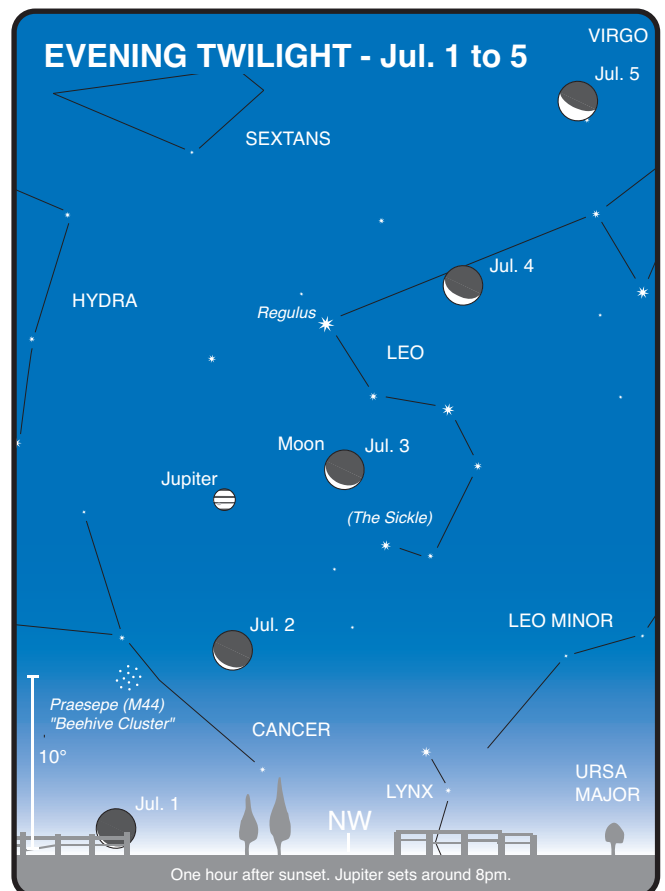 VIRGO
EVENING TWILIGHT - Jul. 1 to 5
Jul. 5
SEXTANS
Jul. 4
HYDRA
Regulus
LEO
Moon
Jul. 3
Jupiter
(The Sickle)
Jul. 2
LEO MINOR
Praesepe (M44)
"Beehive Cluster"
CANCER
10°
URSA
MAJOR
LYNX
Jul. 1
NW
One hour after sunset. Jupiter sets around 8pm.